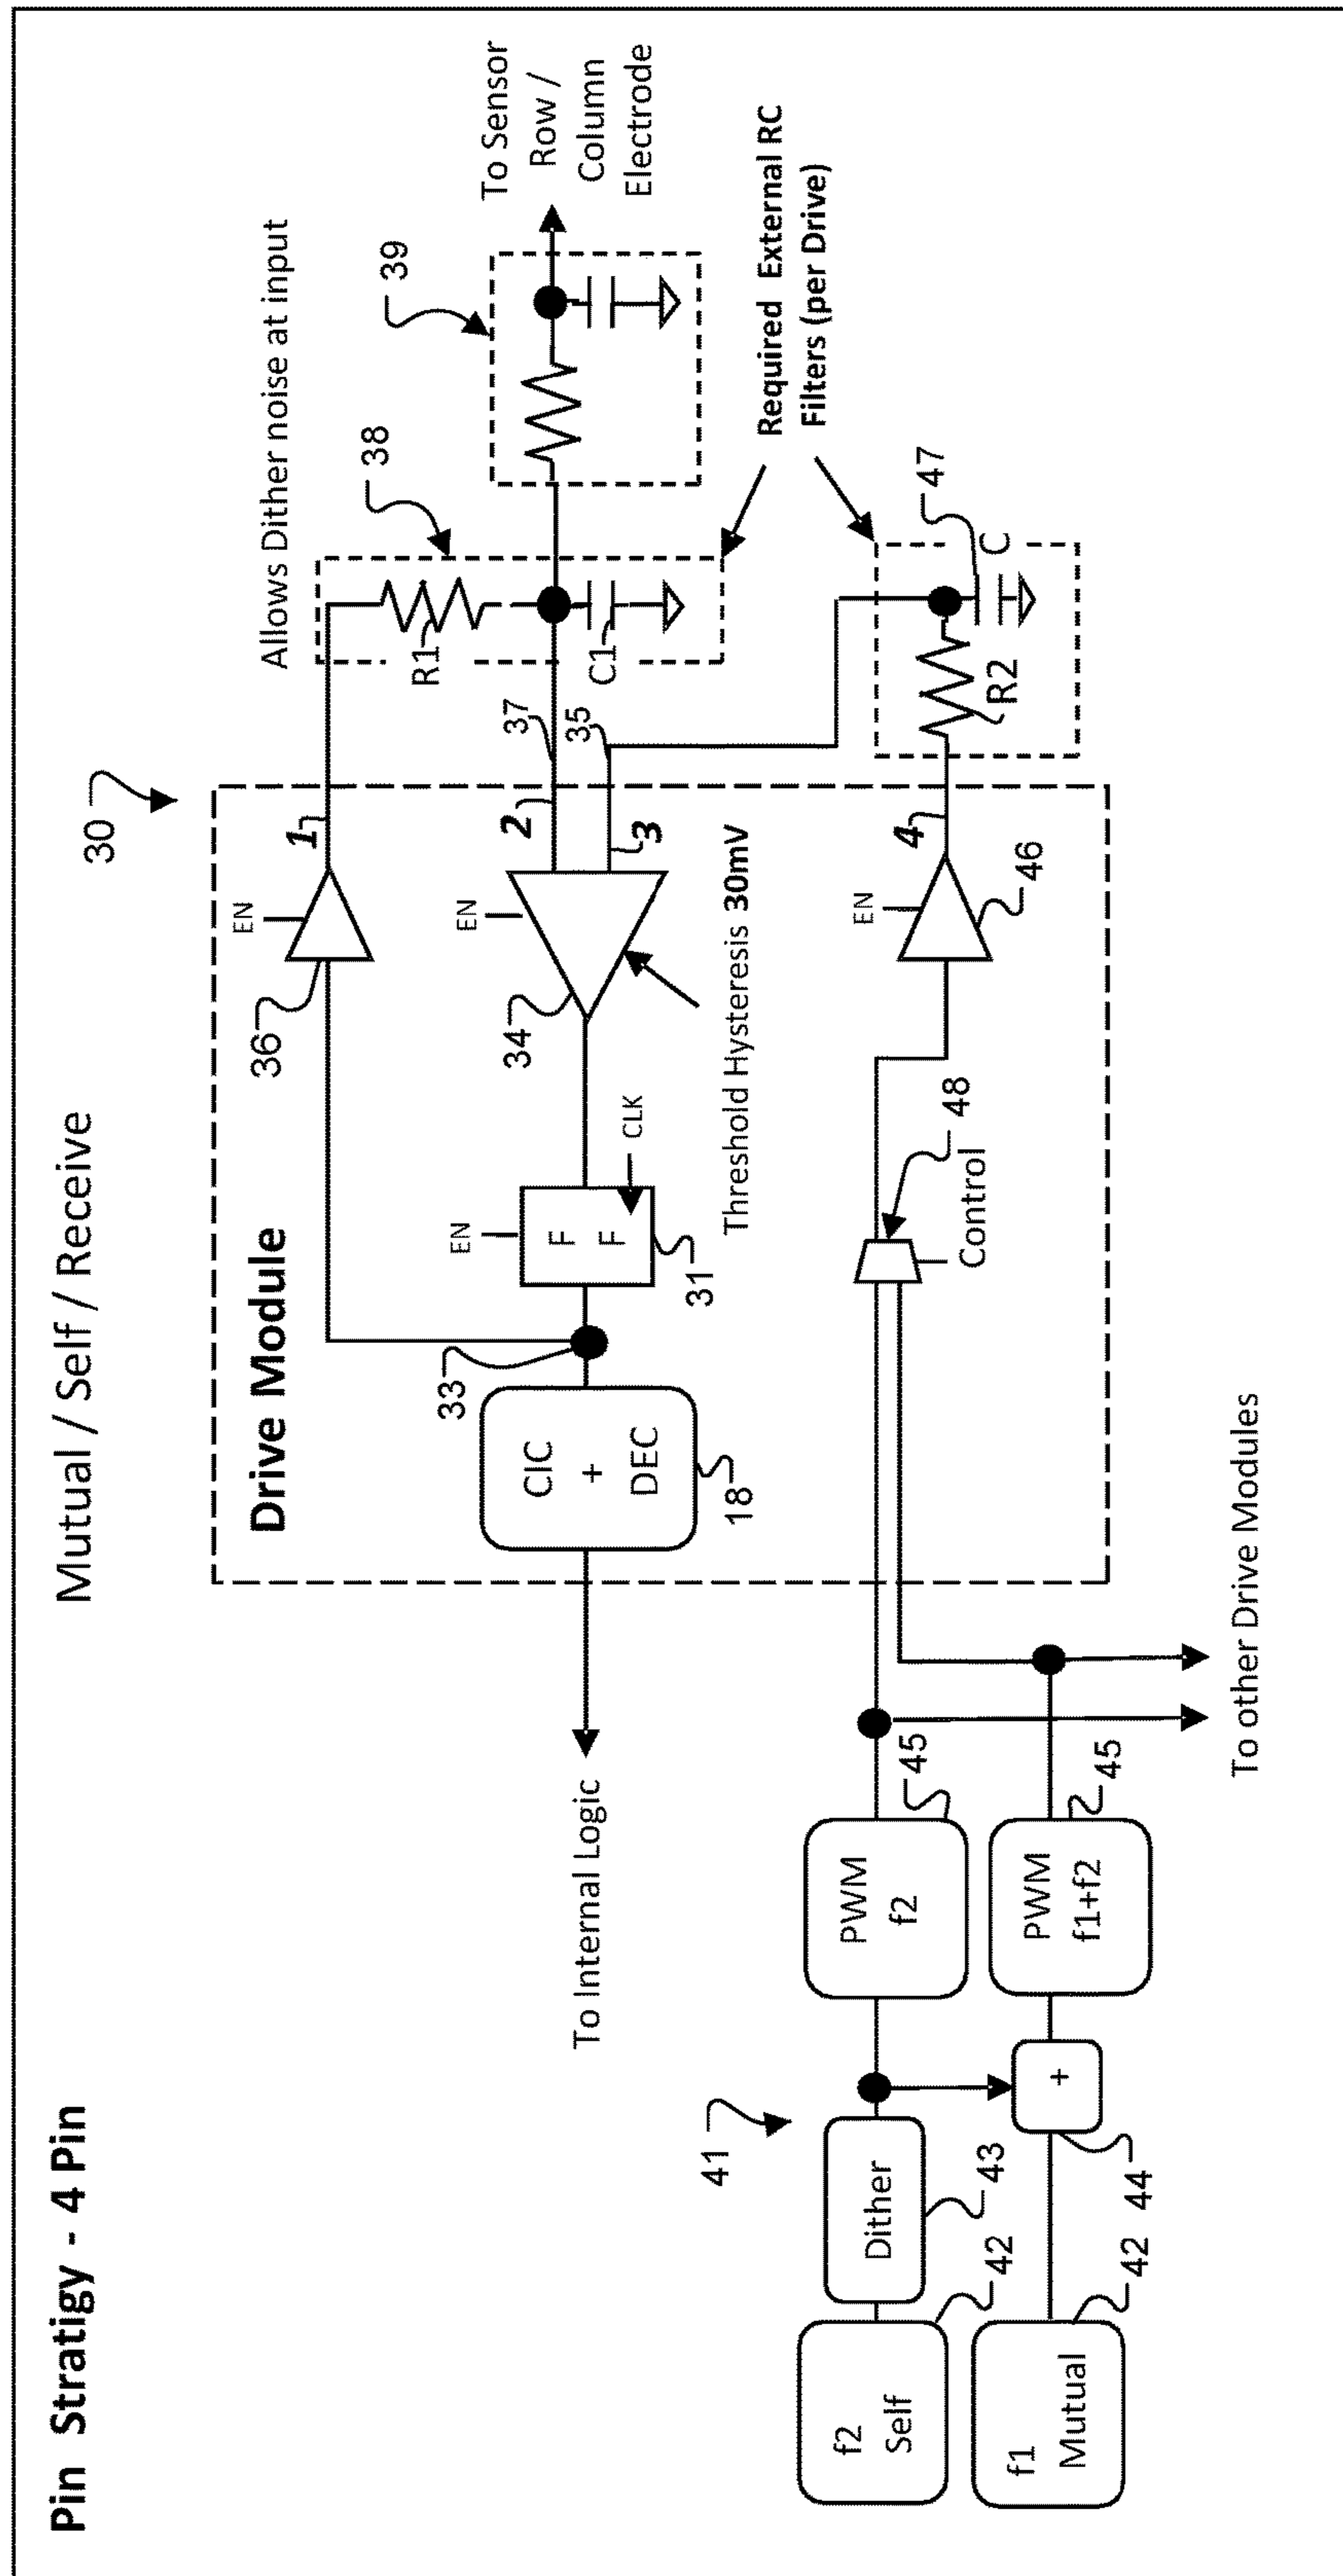 Pin Stratigy - 4 Pin
Mutual / Self / Receive
30
Drive Module
Allows Dither noise at input
38
39
To Sensor
Row /
Column
Electrode
EN
1
36
R1
33
CIC
+
DEC
18
EN
F
F
CLK
31
34
EN
2
37
3
35
C1
Threshold Hysteresis 30mV
Required External RC
Filters (per Drive)
To Internal Logic
48
Control
EN
4
46
R2
47
C
41
f2
Self
42
Dither
43
PWM
f2
45
f1
Mutual
42
+
44
PWM
f1+f2
45
To other Drive Modules